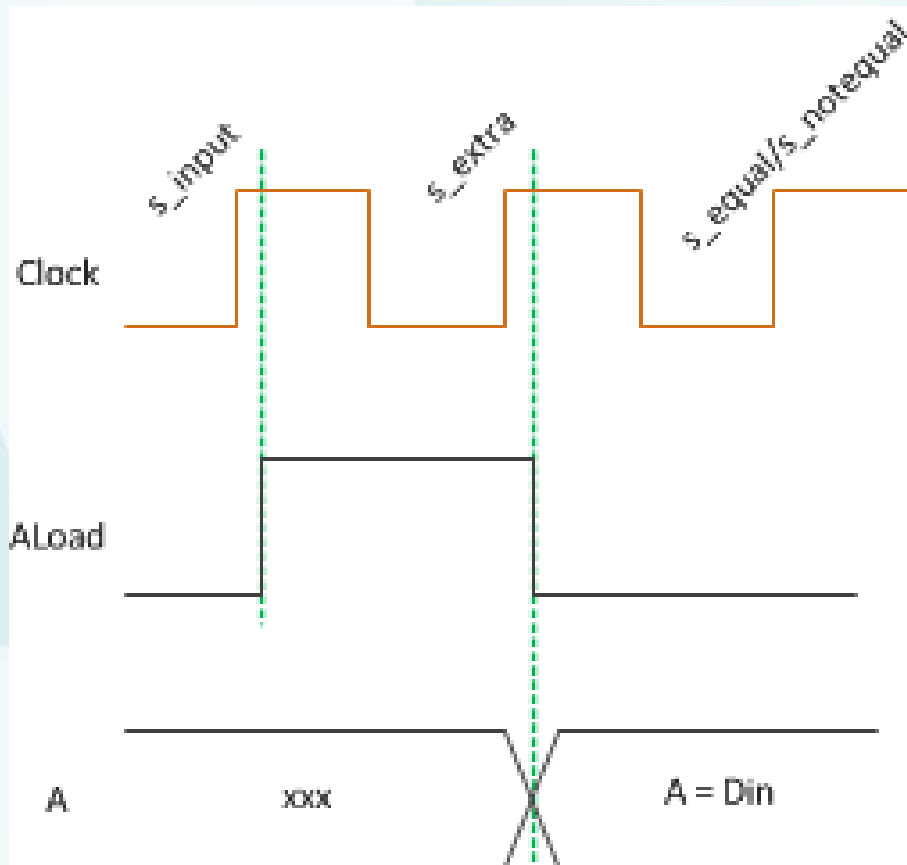 s_input
s_extra
s_equal/s_notequal
Clock
ALoad
A
xxx
A = Din